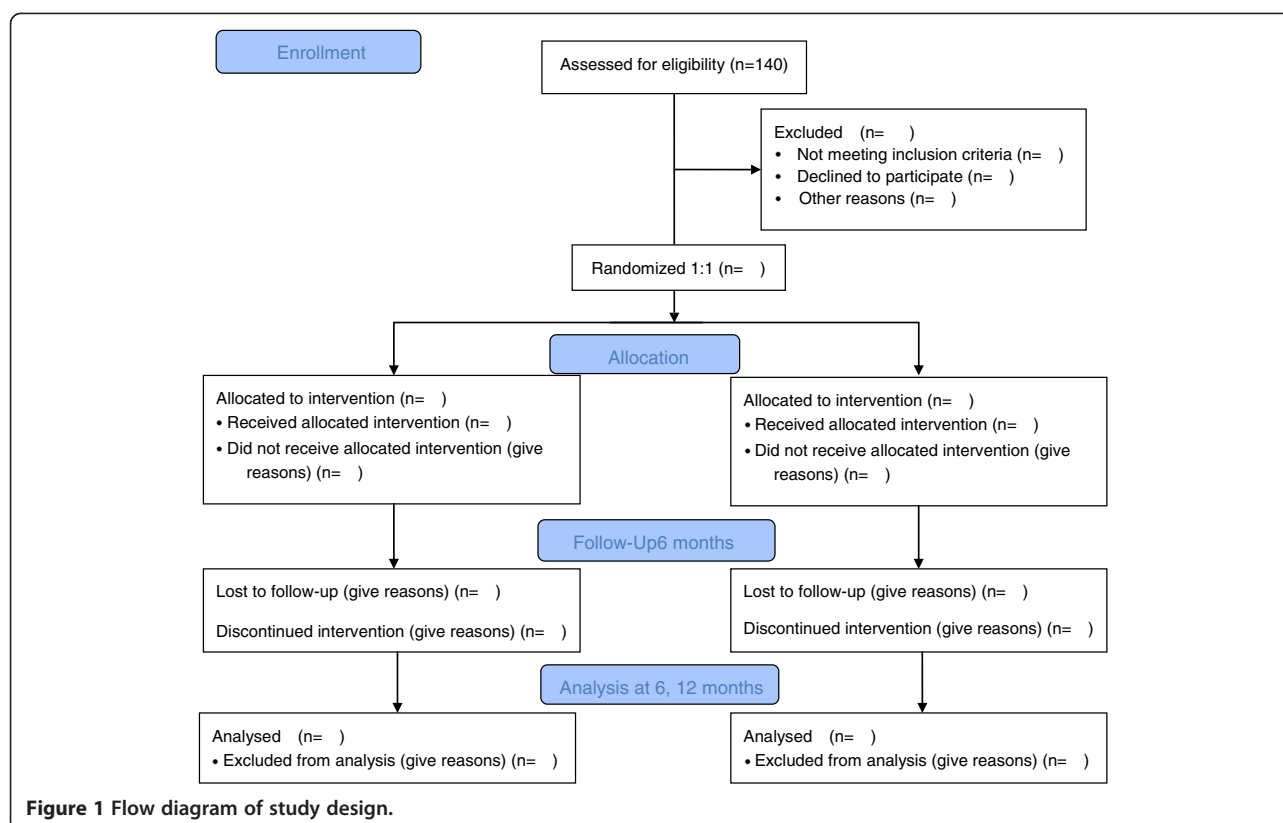 Enrollment
Assessed for eligibility (n=140)
Excluded (n= )
• Not meeting inclusion criteria (n= )
• Declined to participate (n= )
• Other reasons (n= )
Randomized 1:1 (n= )
Allocation
Allocated to intervention (n= )
• Received allocated intervention (n= )
• Did not receive allocated intervention (give
reasons) (n= )
Allocated to intervention (n= )
• Received allocated intervention (n= )
• Did not receive allocated intervention (give
reasons) (n= )
Follow-Up6 months
Lost to follow-up (give reasons) (n= )
Discontinued intervention (give reasons) (n= )
Lost to follow-up (give reasons) (n= )
Discontinued intervention (give reasons) (n= )
Analysis at 6, 12 months
Analysed (n= )
• Excluded from analysis (give reasons) (n= )
Analysed (n= )
• Excluded from analysis (give reasons) (n= )
Figure 1 Flow diagram of study design.